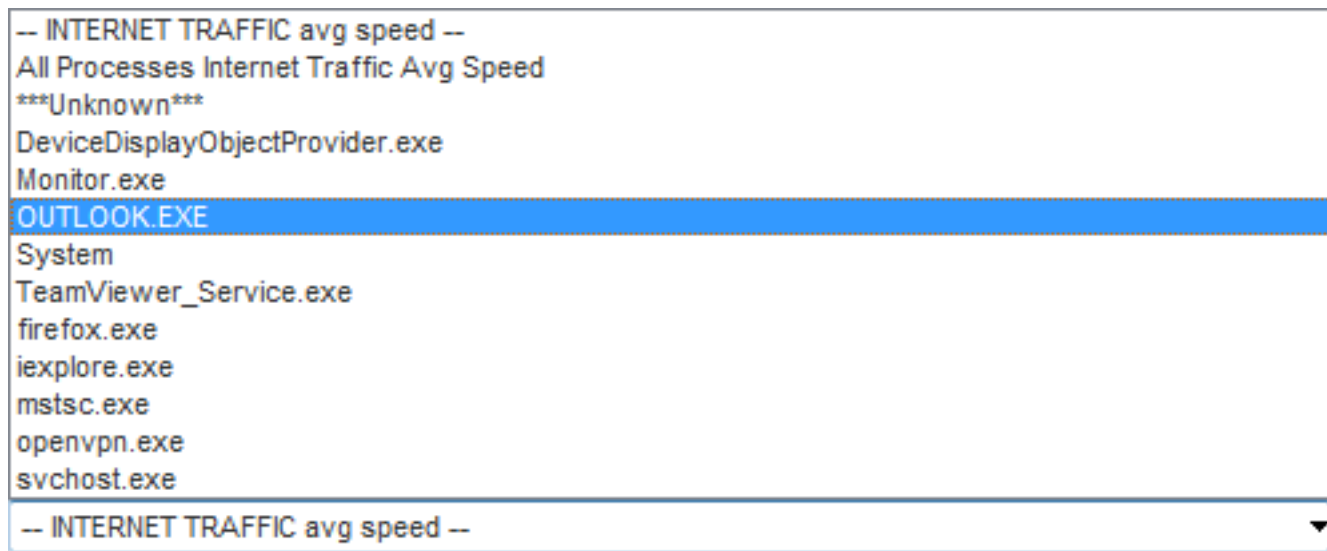 -- INTERNET TRAFFIC avg speed --
All Processes Internet Traffic Avg Speed
***Unknown***
DeviceDisplayObjectProvider.exe
Monitor.exe
OUTLOOK.EXE
System
TeamViewer_Service.exe
firefox.exe
iexplore.exe
mstsc.exe
openvpn.exe
svchost.exe
-- INTERNET TRAFFIC avg speed --